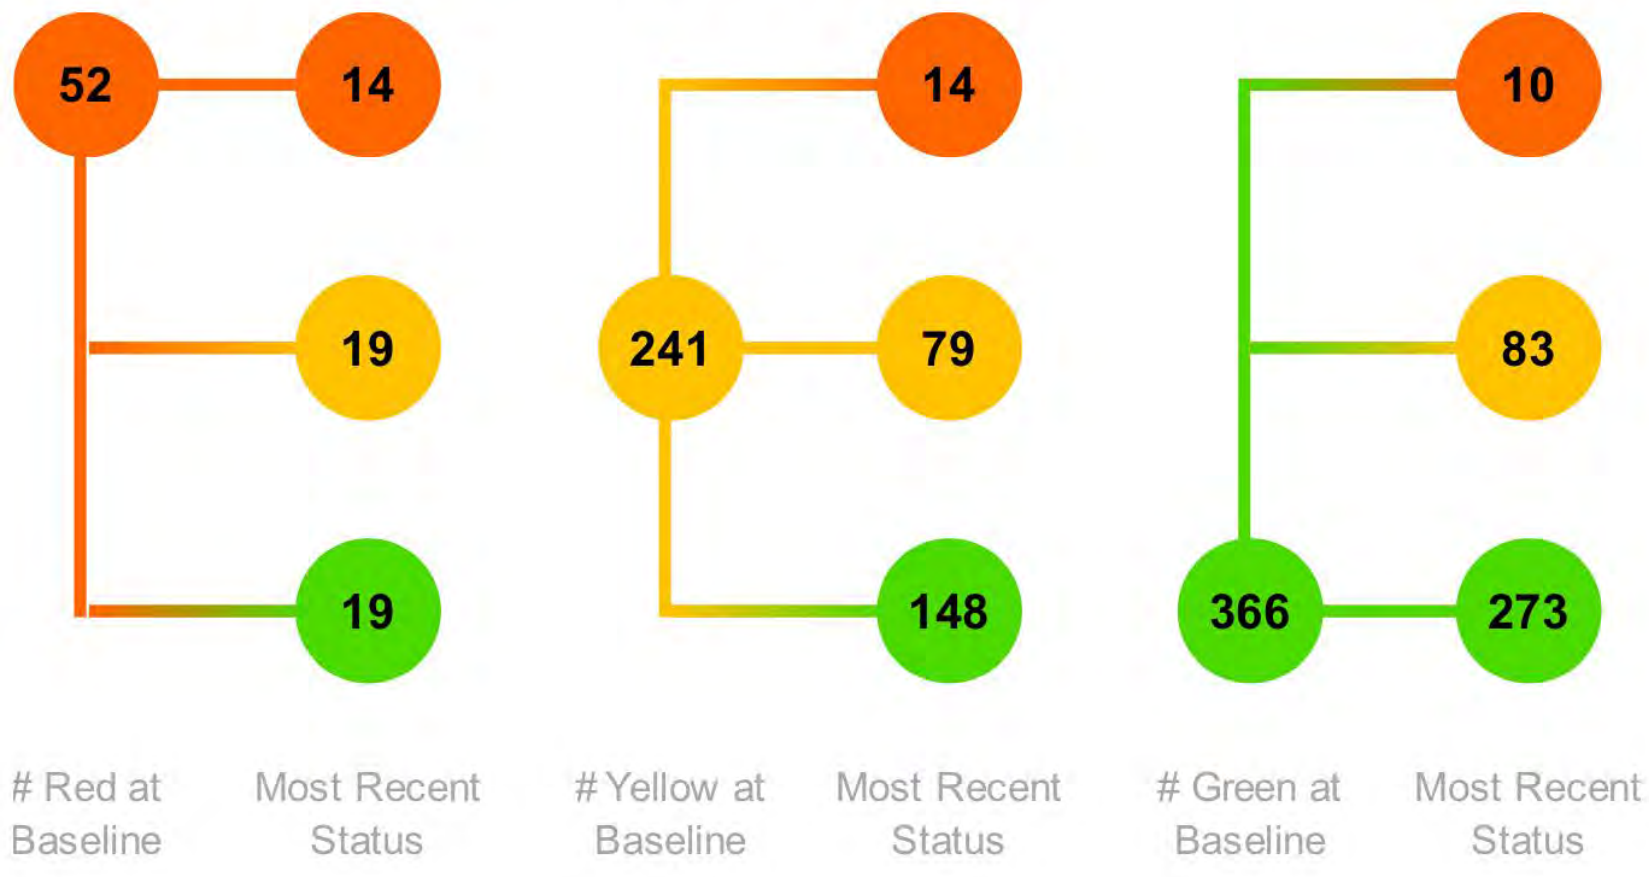 52 14 14 10
19 241 79 83
19 148 366 273
# Red at Most Recent # Yellow at Most Recent # Green at Most Recent
Baseline Status Baseline Status Baseline Status